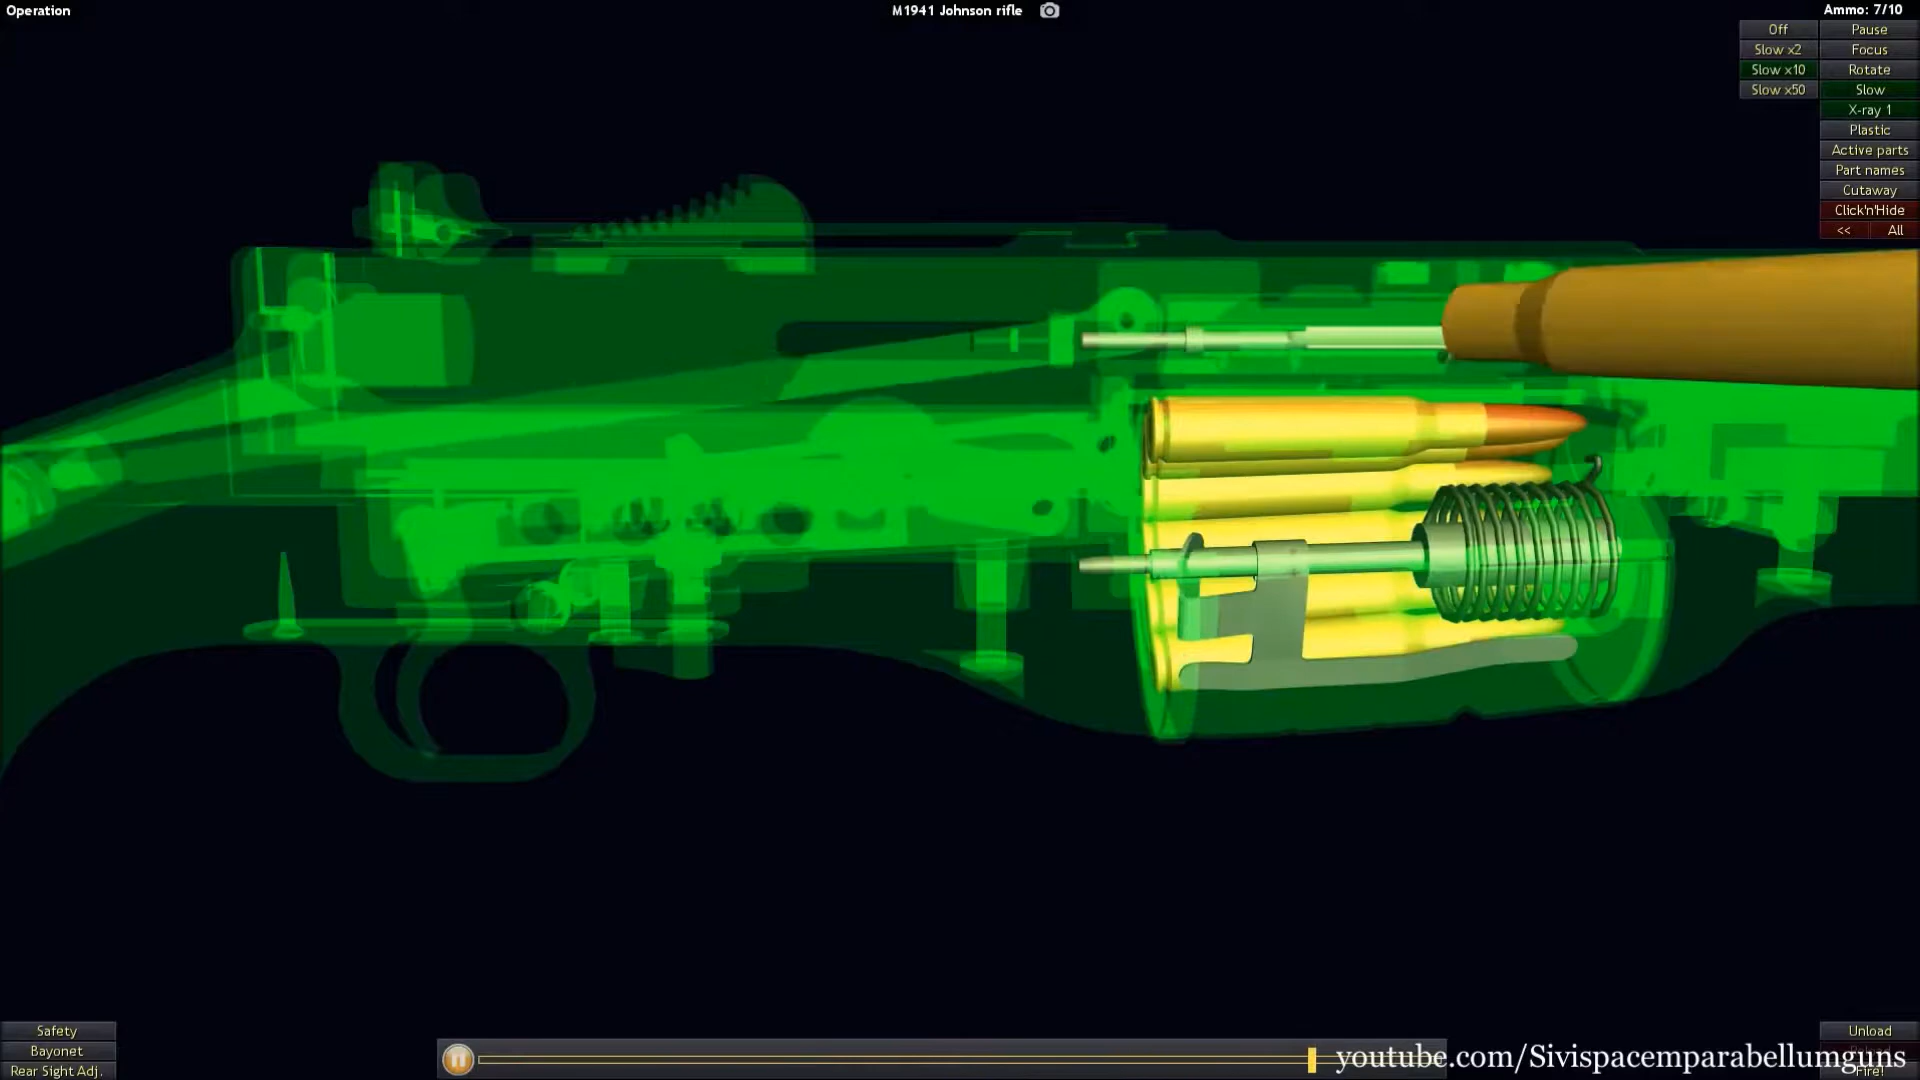 Operation
M1941 Johnson rifle
Ammo: 7/10
Off
Pause
Slow x2
Focus
Slow x10
Rotate
Slow x50
Slow
X-ray 1
Plastic
Active parts
Part names
Cutaway
Click'n'Hide
<< All
Safety
Bayonet
Rear Sight Adj.
Unload
youtube.com/Sivispacemparabellumguns
Fire!